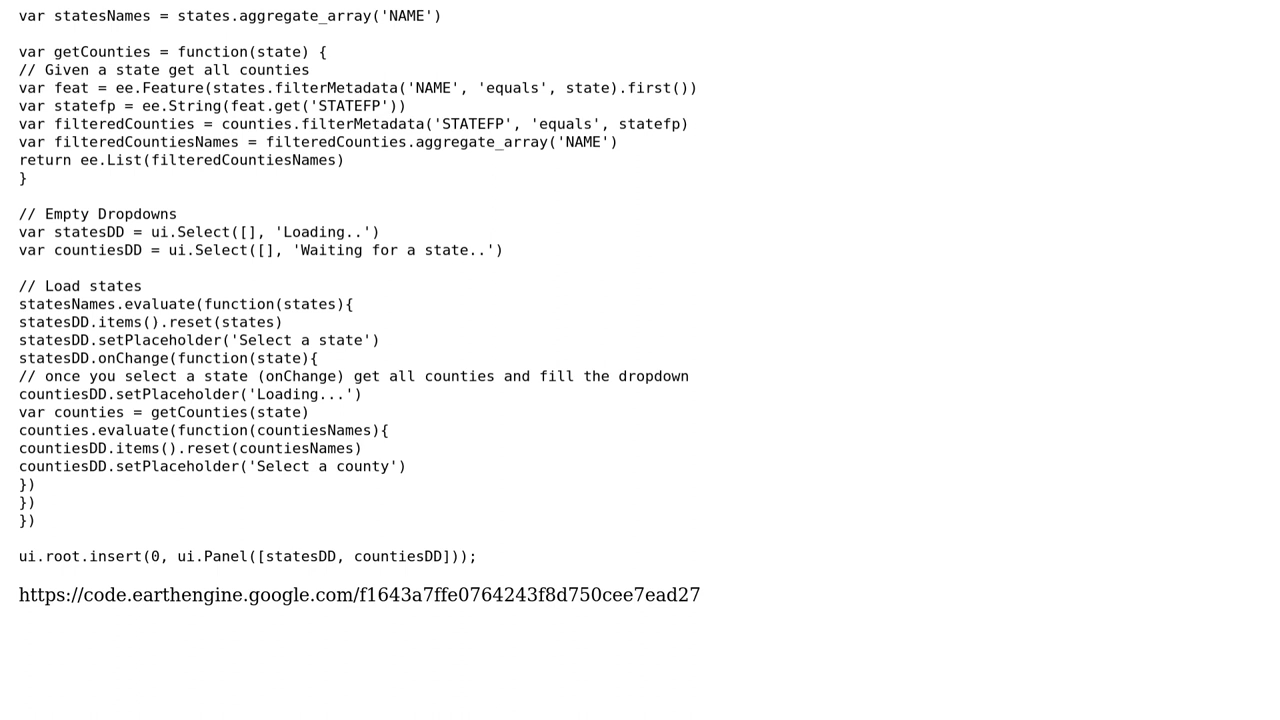 var statesNames = states.aggregate_array('NAME')

var getCounties = function(state) {
// Given a state get all counties
var feat = ee.Feature(states.filterMetadata('NAME', 'equals', state).first())
var statefp = ee.String(feat.get('STATEFP'))
var filteredCounties = counties.filterMetadata('STATEFP', 'equals', statefp)
var filteredCountiesNames = filteredCounties.aggregate_array('NAME')
return ee.List(filteredCountiesNames)
}

// Empty Dropdowns
var statesDD = ui.Select([], 'Loading..')
var countiesDD = ui.Select([], 'Waiting for a state..')

// Load states
statesNames.evaluate(function(states){
statesDD.items().reset(states)
statesDD.setPlaceholder('Select a state')
statesDD.onChange(function(state){
// once you select a state (onChange) get all counties and fill the dropdown
countiesDD.setPlaceholder('Loading...')
var counties = getCounties(state)
counties.evaluate(function(countiesNames){
countiesDD.items().reset(countiesNames)
countiesDD.setPlaceholder('Select a county')
})
})
})

ui.root.insert(0, ui.Panel([statesDD, countiesDD]));

https://code.earthengine.google.com/f1643a7ffe0764243f8d750cee7ead27